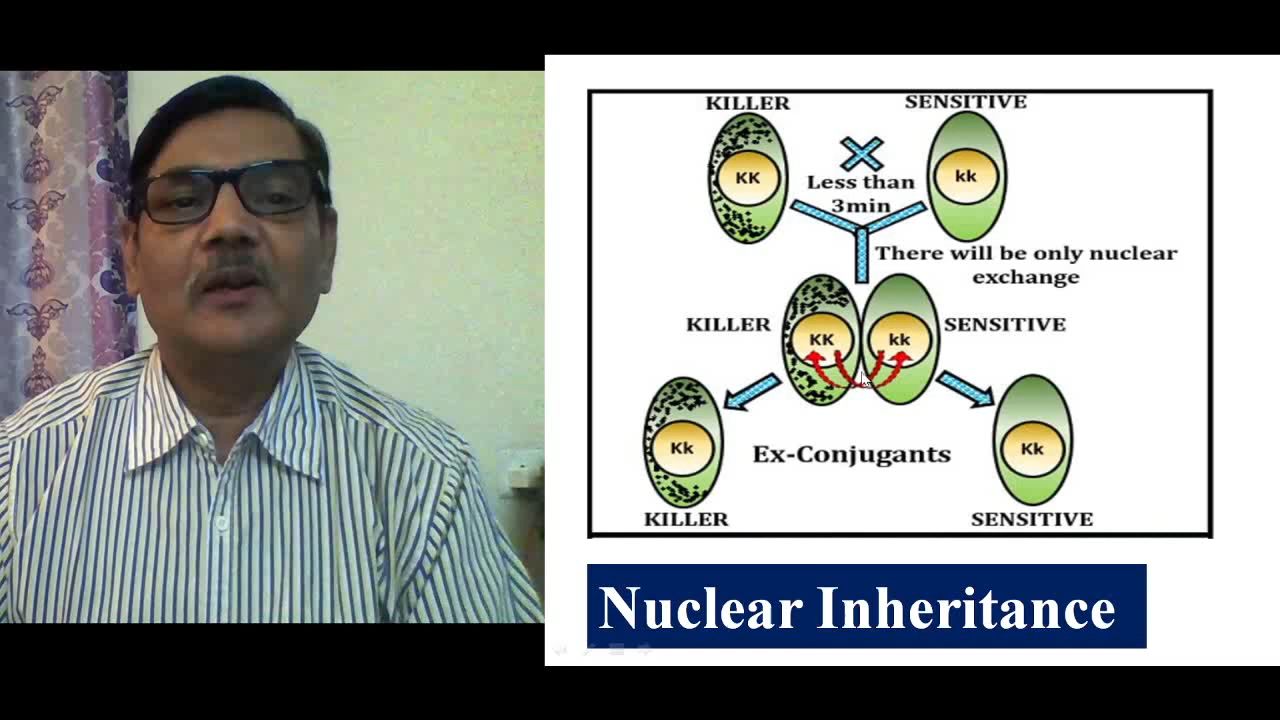 KILLER
SENSITIVE
KK
kk
Less than
3min
There will be only nuclear
exchange
KILLER
KK
kk
SENSITIVE
Kk
Ex-Conjugants
Kk
KILLER
SENSITIVE
Nuclear Inheritance